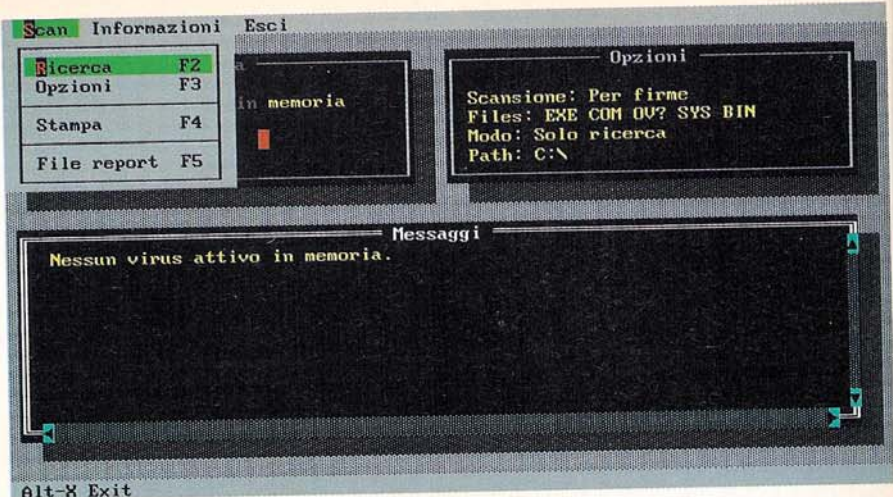 Scan Informazioni Esci
Ricerca F2
Opzioni F3
Stampa F4
File report F5
a
in memoria
Opzioni
Scansione: Per firme
Files: EXE COM OV? SYS BIN
Modo: Solo ricerca
Path: C:\
Messaggi
Nessun virus attivo in memoria.
Alt-X Exit